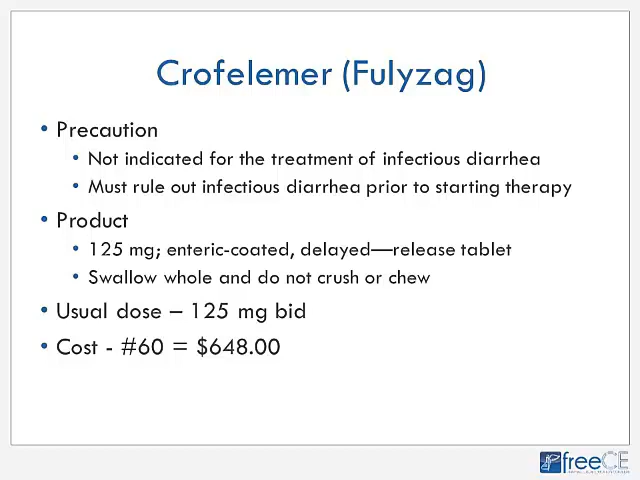 Crofelemer (Fulyzag)
• Precaution
• Not indicated for the treatment of infectious diarrhea
• Must rule out infectious diarrhea prior to starting therapy
• Product
• 125 mg; enteric-coated, delayed—release tablet
• Swallow whole and do not crush or chew
• Usual dose – 125 mg bid
• Cost - #60 = $648.00
freeCE